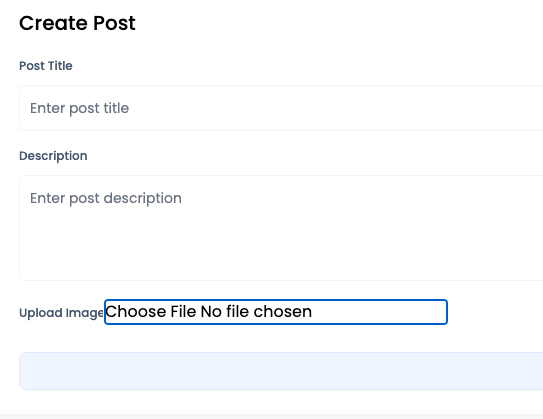 Create Post
Post Title
Enter post title
Description
Enter post description
Upload Image Choose File No file chosen